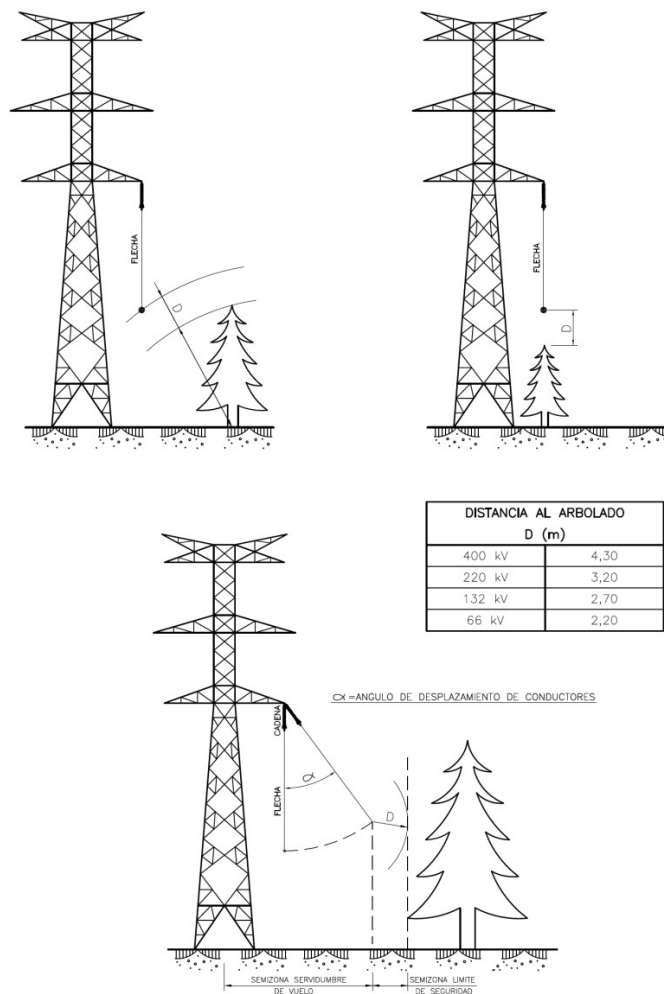 FLECHA
D
FLECHA
D
DISTANCIA AL ARBOLADO
D (m)
400 kV 4,30
220 kV 3,20
132 kV 2,70
66 kV 2,20
α =ANGULO DE DESPLAZAMIENTO DE CONDUCTORES
CADENA
α
FLECHA
D
SEMIZONA SERVIDUMBRE
DE VUELO
SEMIZONA LIMITE
DE SEGURIDAD